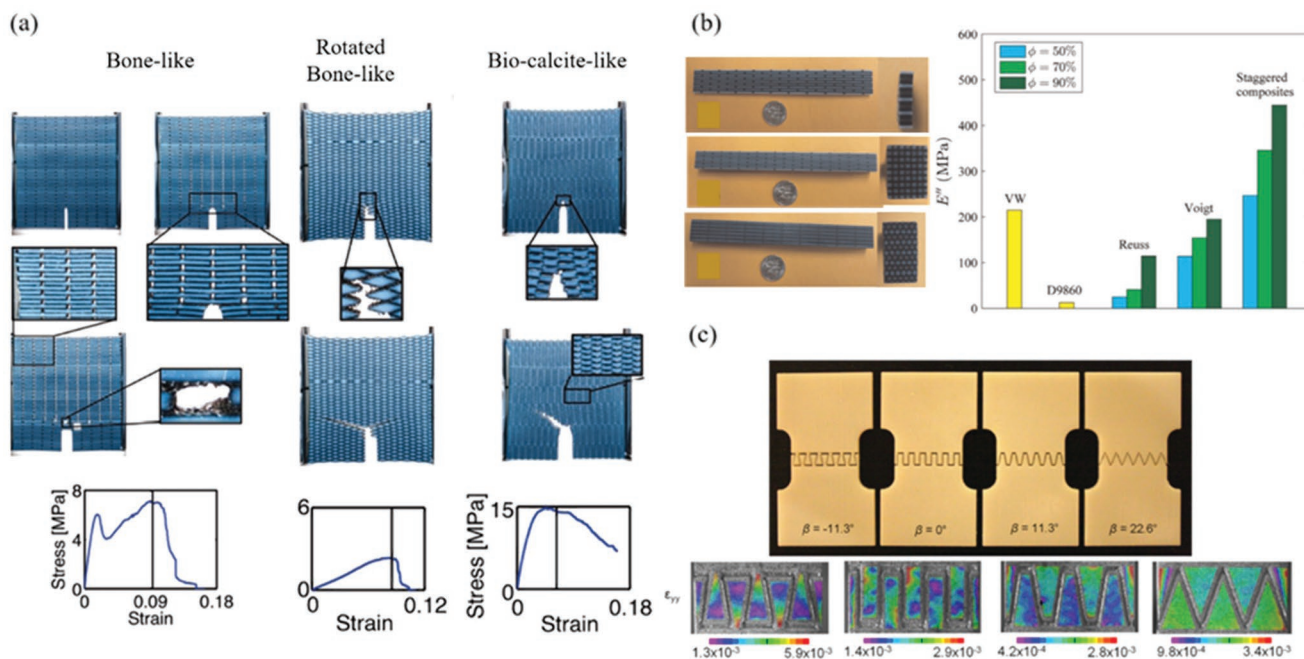 (a)
Bone-like
Rotated
Bone-like
Bio-calcite-like
8
4
0
Stress [MPa]
0
0.09
0.18
Strain
6
0
0
0.12
Strain
15
0
Stress [MPa]
0
0.18
Strain
(b)
600
500
400
300
200
100
0
E'' (MPa)
ϕ = 50%
ϕ = 70%
ϕ = 90%
Staggered
composites
VW
D9860
Reuss
Voigt
(c)
β = -11.3°
β = 0°
β = 11.3°
β = 22.6°
εyy
1.3x10⁻³
5.9x10⁻³
1.4x10⁻³
2.9x10⁻³
4.2x10⁻⁴
2.8x10⁻³
9.8x10⁻⁴
3.4x10⁻³